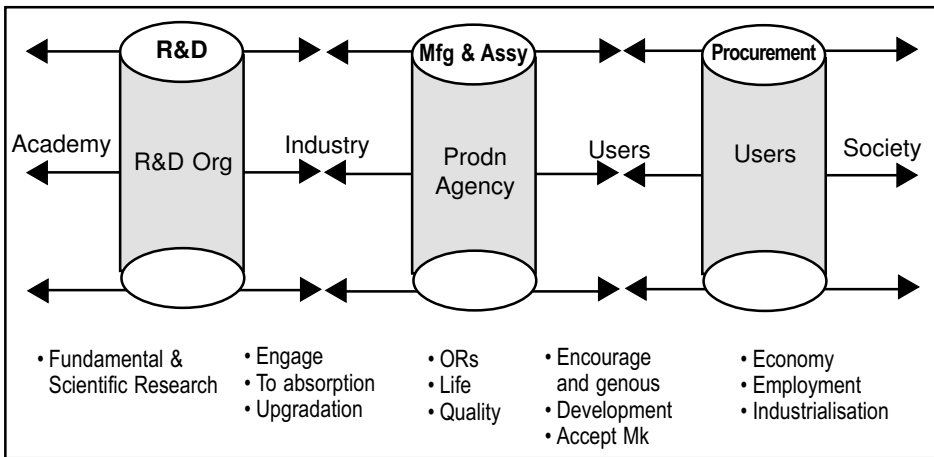 R&D
Mfg & Assy
Procurement
Academy
R&D Org
Industry
Prodn
Agency
Users
Users
Society
• Fundamental &
Scientific Research
• Engage
• To absorption
• Upgradation
• ORs
• Life
• Quality
• Encourage
and genous
• Development
• Accept Mk
• Economy
• Employment
• Industrialisation